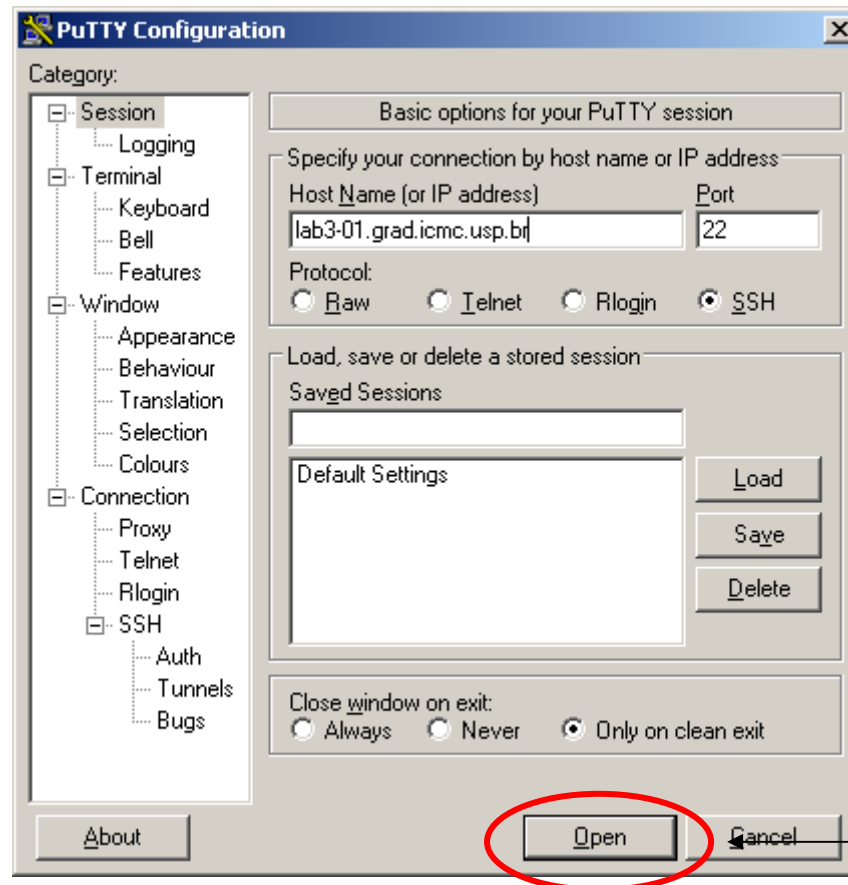 PuTTY Configuration
Category:
Session
Logging
Terminal
Keyboard
Bell
Features
Window
Appearance
Behaviour
Translation
Selection
Colours
Connection
Proxy
Telnet
Rlogin
SSH
Auth
Tunnels
Bugs
Basic options for your PuTTY session
Specify your connection by host name or IP address
Host Name (or IP address) Port
lab3-01.grad.icmc.usp.br 22
Protocol:
Raw Telnet Rlogin SSH
Load, save or delete a stored session
Saved Sessions
Default Settings
Load
Save
Delete
Close window on exit:
Always Never Only on clean exit
About Open Cancel